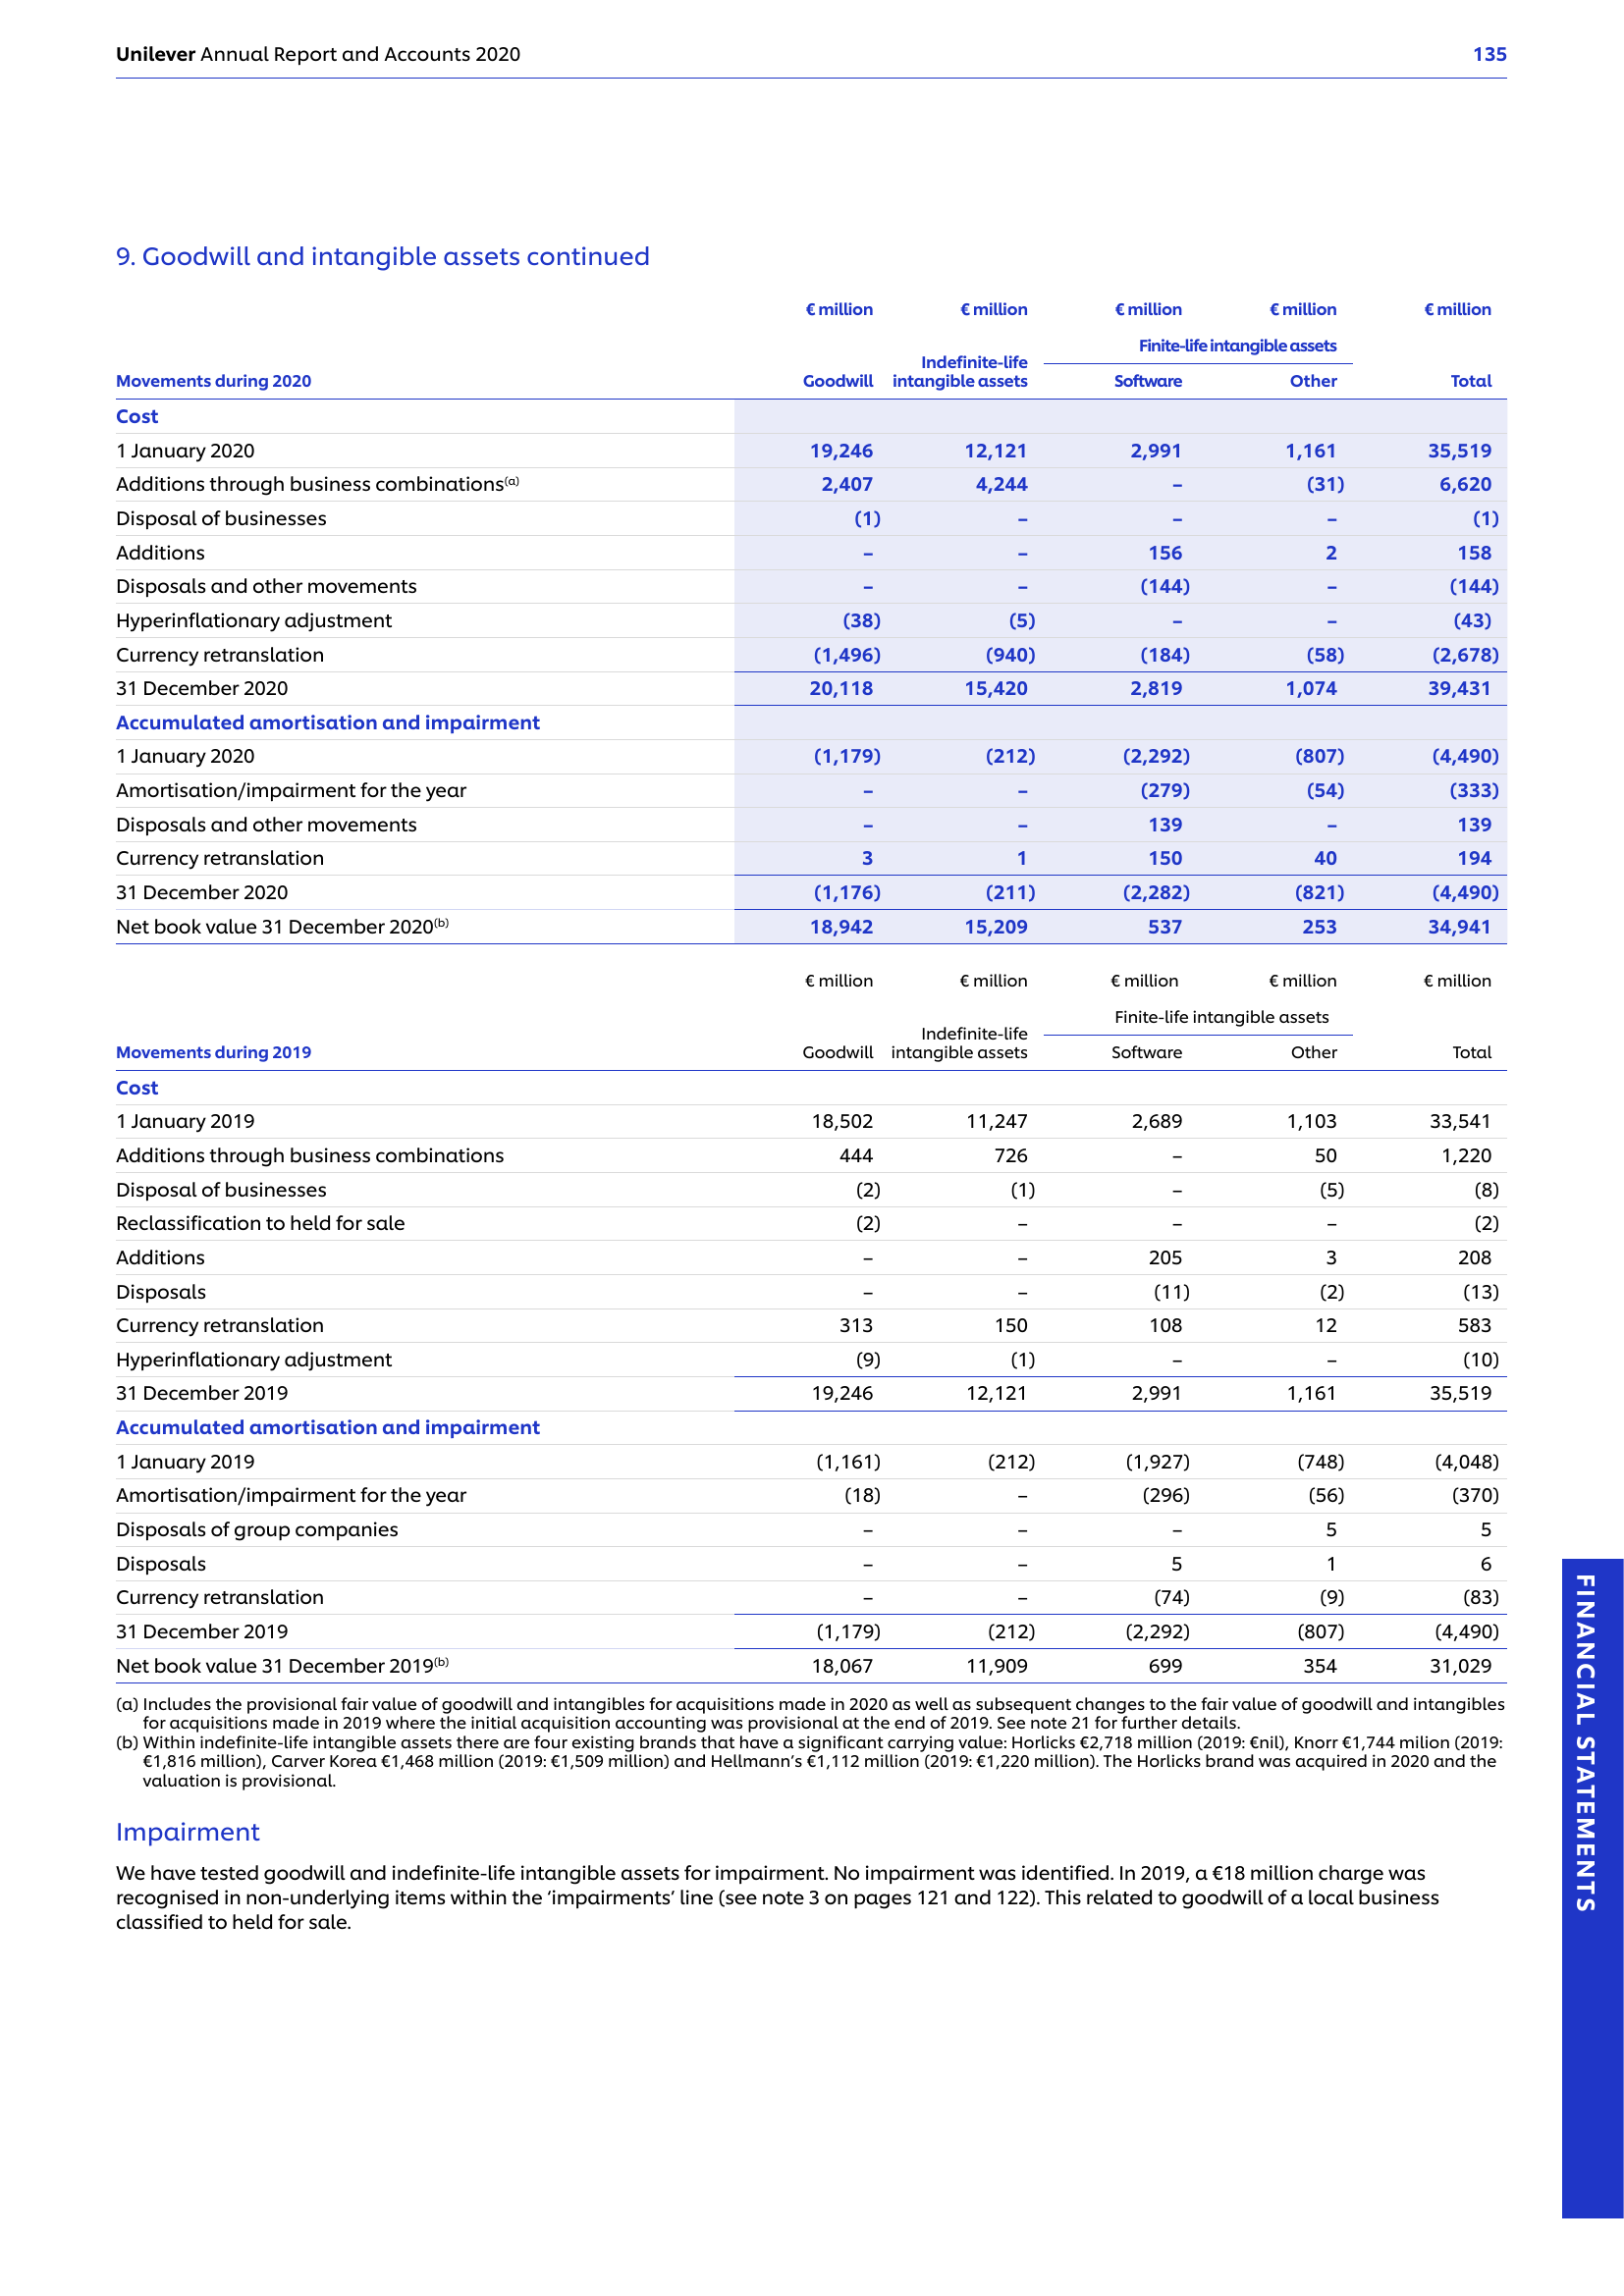 Unilever Annual Report and Accounts 2020 135
9. Goodwill and intangible assets continued
€ million € million € million € million € million
Finite-life intangible assets
Indefinite-life
Movements during 2020 Goodwill intangible assets Software Other Total
Cost
1 January 2020 19,246 12,121 2,991 1,161 35,519
Additions through business combinations(a) 2,407 4,244 – (31) 6,620
Disposal of businesses (1) – – – (1)
Additions – – 156 2 158
Disposals and other movements – – (144) – (144)
Hyperinflationary adjustment (38) (5) – – (43)
Currency retranslation (1,496) (940) (184) (58) (2,678)
31 December 2020 20,118 15,420 2,819 1,074 39,431
Accumulated amortisation and impairment
1 January 2020 (1,179) (212) (2,292) (807) (4,490)
Amortisation/impairment for the year – – (279) (54) (333)
Disposals and other movements – – 139 – 139
Currency retranslation 3 1 150 40 194
31 December 2020 (1,176) (211) (2,282) (821) (4,490)
Net book value 31 December 2020(b) 18,942 15,209 537 253 34,941
€ million € million € million € million € million
Finite-life intangible assets
Indefinite-life
Movements during 2019 Goodwill intangible assets Software Other Total
Cost
1 January 2019 18,502 11,247 2,689 1,103 33,541
Additions through business combinations 444 726 – 50 1,220
Disposal of businesses (2) (1) – (5) (8)
Reclassification to held for sale (2) – – – (2)
Additions – – 205 3 208
Disposals – – (11) (2) (13)
Currency retranslation 313 150 108 12 583
Hyperinflationary adjustment (9) (1) – – (10)
31 December 2019 19,246 12,121 2,991 1,161 35,519
Accumulated amortisation and impairment
1 January 2019 (1,161) (212) (1,927) (748) (4,048)
Amortisation/impairment for the year (18) – (296) (56) (370)
Disposals of group companies – – – 5 5
Disposals – – 5 1 6
Currency retranslation – – (74) (9) (83)
31 December 2019 (1,179) (212) (2,292) (807) (4,490)
Net book value 31 December 2019(b) 18,067 11,909 699 354 31,029
(a) Includes the provisional fair value of goodwill and intangibles for acquisitions made in 2020 as well as subsequent changes to the fair value of goodwill and intangibles
for acquisitions made in 2019 where the initial acquisition accounting was provisional at the end of 2019. See note 21 for further details.
(b) Within indefinite-life intangible assets there are four existing brands that have a significant carrying value: Horlicks €2,718 million (2019: €nil), Knorr €1,744 milion (2019:
€1,816 million), Carver Korea €1,468 million (2019: €1,509 million) and Hellmann's €1,112 million (2019: €1,220 million). The Horlicks brand was acquired in 2020 and the
valuation is provisional.
Impairment
We have tested goodwill and indefinite-life intangible assets for impairment. No impairment was identified. In 2019, a €18 million charge was
recognised in non-underlying items within the ‘impairments’ line (see note 3 on pages 121 and 122). This related to goodwill of a local business
classified to held for sale.
FINANCIAL STATEMENTS